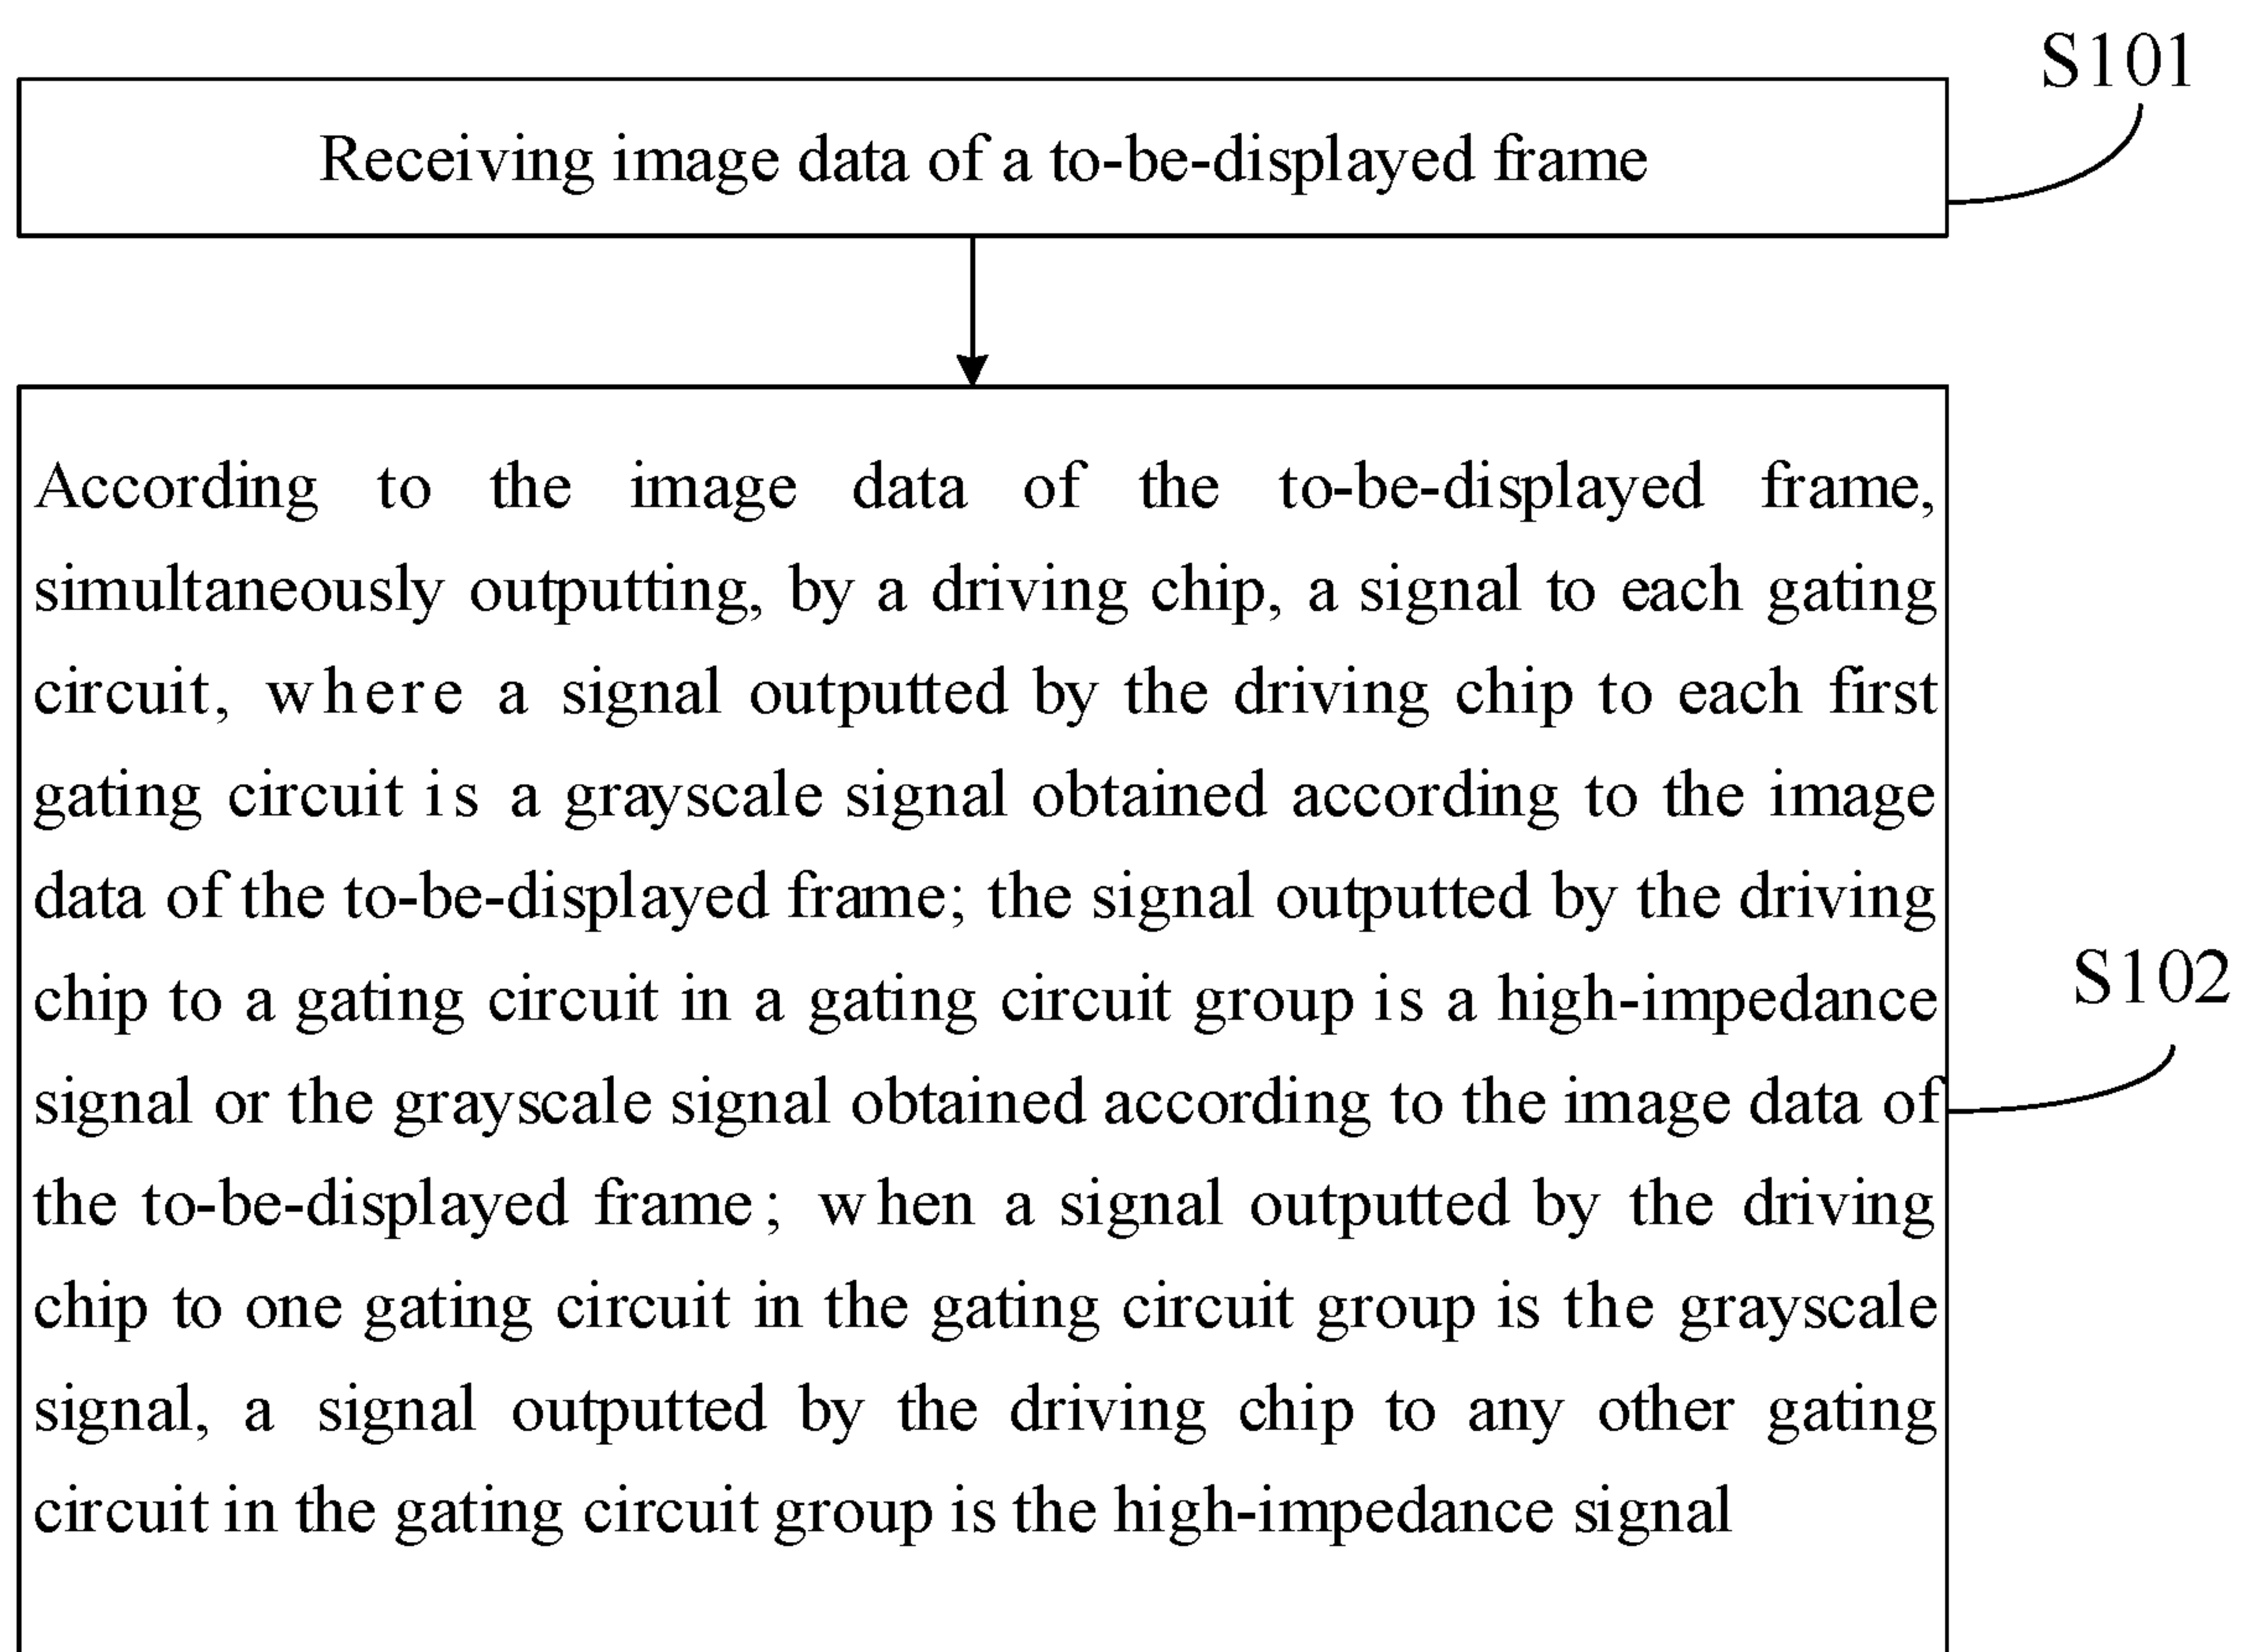 S101
Receiving image data of a to-be-displayed frame
According to the image data of the to-be-displayed frame,
simultaneously outputting, by a driving chip, a signal to each gating
circuit, where a signal outputted by the driving chip to each first
gating circuit is a grayscale signal obtained according to the image
data of the to-be-displayed frame; the signal outputted by the driving
chip to a gating circuit in a gating circuit group is a high-impedance
signal or the grayscale signal obtained according to the image data of
the to-be-displayed frame; when a signal outputted by the driving
chip to one gating circuit in the gating circuit group is the grayscale
signal, a signal outputted by the driving chip to any other gating
circuit in the gating circuit group is the high-impedance signal
S102